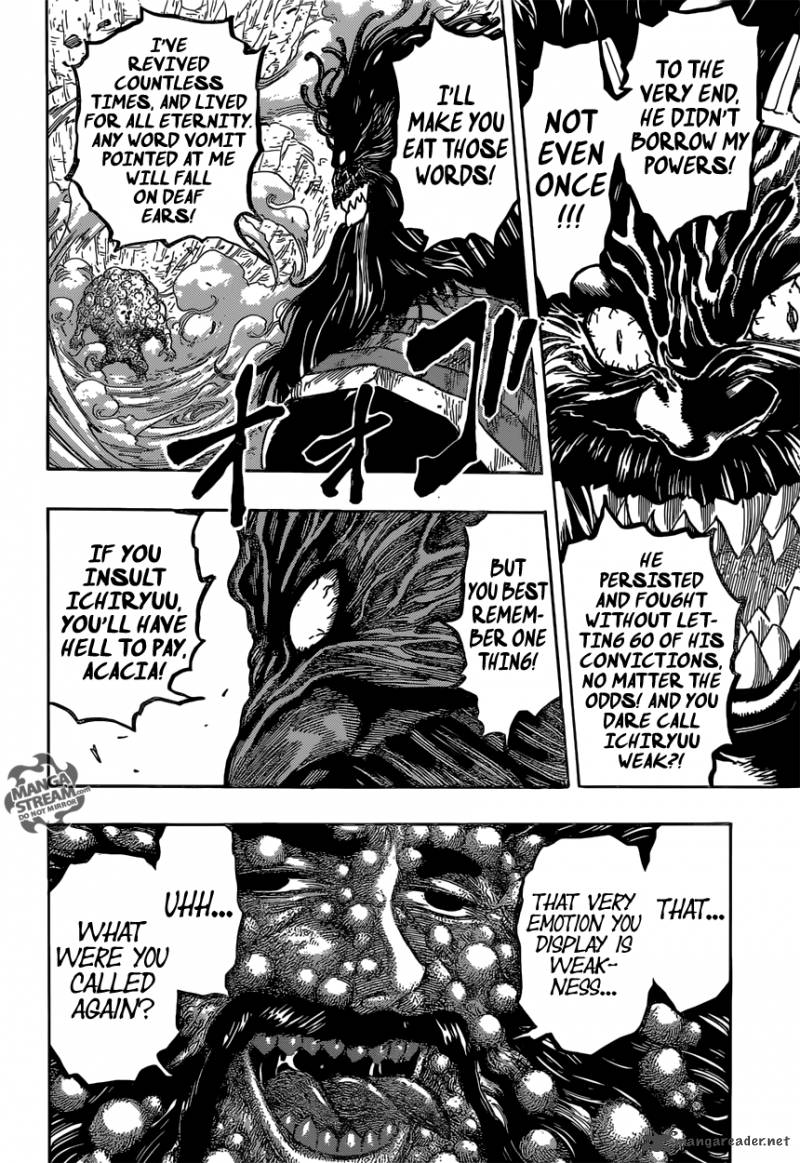 TO THE
VERY END,
HE DIDN'T
BORROW MY
POWERS!
NOT
EVEN
ONCE
!!!
HE
PERSISTED
AND FOUGHT
WITHOUT LET-
TING GO OF HIS
CONVICTIONS,
NO MATTER THE
ODDS! AND YOU
DARE CALL
ICHIRYUU
WEAK?!
I'LL
MAKE YOU
EAT THOSE
WORDS!
I'VE
REVIVED
COUNTLESS
TIMES, AND LIVED
FOR ALL ETERNITY.
ANY WORD VOMIT
POINTED AT ME
WILL FALL
ON DEAF
EARS!
オオオ
BUT
YOU BEST
REMEM-
BER ONE
THING!
IF YOU
INSULT
ICHIRYUU,
YOU'LL HAVE
HELL TO PAY,
ACACIA!
THAT...
THAT VERY
EMOTION YOU
DISPLAY IS
WEAK-
NESS...
UHH...
WHAT
WERE YOU
CALLED
AGAIN?
MANGA
STREAM.com
DO NOT MIRROR
mangareader.net